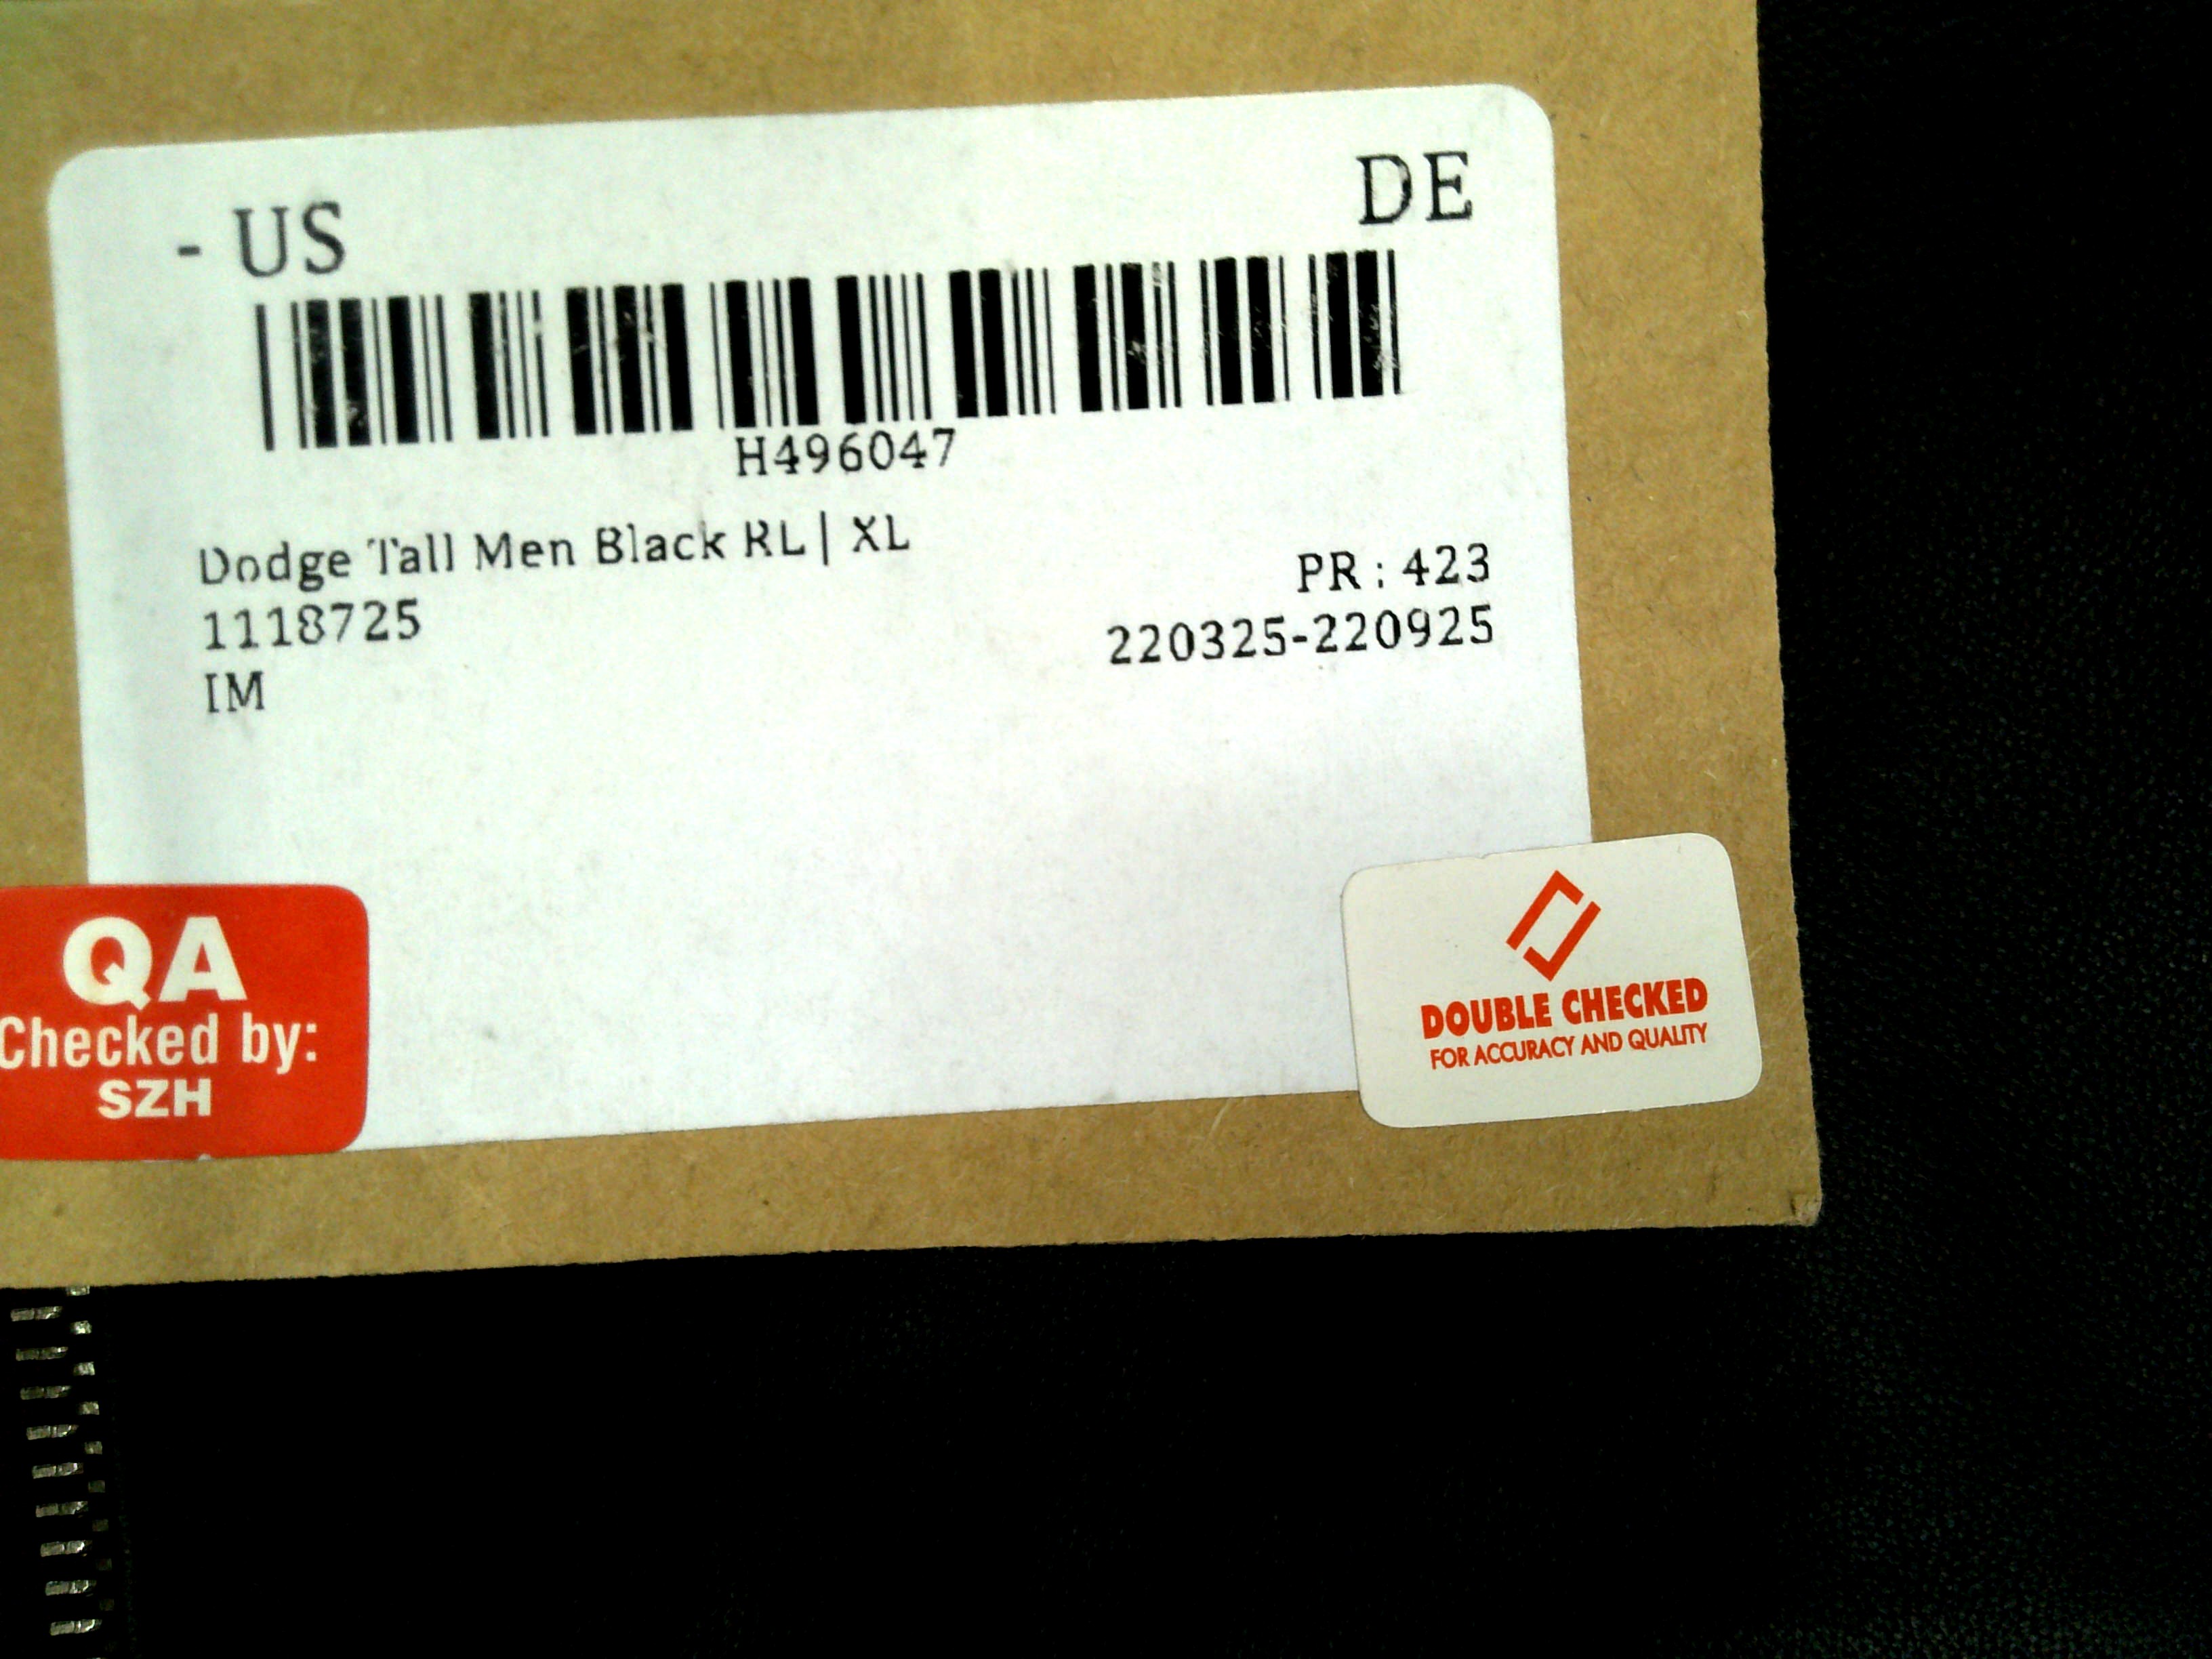 - US DE
H496047
Dodge Tall Men Black RL | XL
PR : 423
1118725
220325-220925
IM
QA
Checked by:
SZH
DOUBLE CHECKED
FOR ACCURACY AND QUALITY